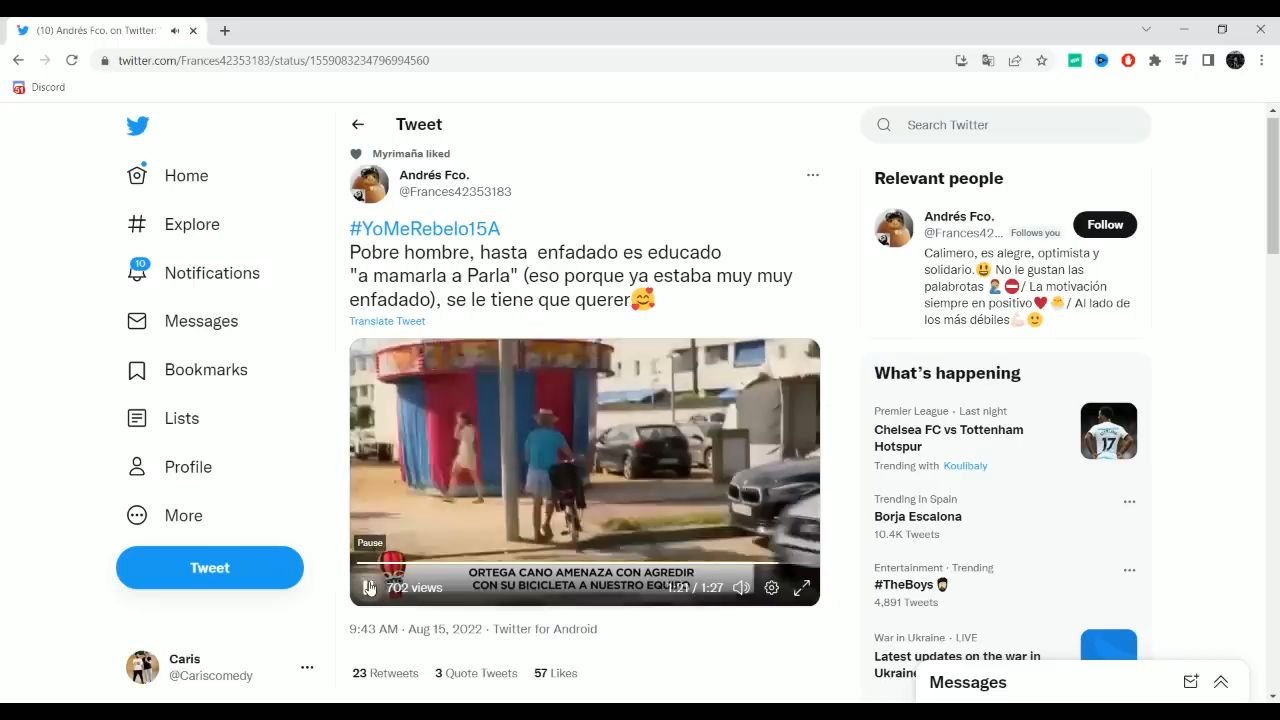 (10) Andrés Fco. on Twitter:
twitter.com/Frances42353183/status/1559083234796994560
Discord
Home
Explore
10
Notifications
Messages
Bookmarks
Lists
Profile
More
Tweet
Caris
@Cariscomedy
Tweet
Myrimaña liked
Andrés Fco.
@Frances42353183
#YoMeRebelo15A
Pobre hombre, hasta enfadado es educado
"a mamarla a Parla" (eso porque ya estaba muy muy
enfadado), se le tiene que querer🥰
Translate Tweet
Pause
ORTEGA CANO AMENAZA CON AGREDIR
CON SU BICICLETA A NUESTRO
702 views
1:21 / 1:27
9:43 AM · Aug 15, 2022 · Twitter for Android
23 Retweets 3 Quote Tweets 57 Likes
Search Twitter
Relevant people
Andrés Fco.
@Frances42... Follows you
Follow
Calimero, es alegre, optimista y
solidario.😃 No le gustan las
palabrotas 🤦🏻‍♂️⛔/ La motivación
siempre en positivo♥️🐣/ Al lado de
los más débiles💪🏻🙂
What's happening
Premier League · Last night
Chelsea FC vs Tottenham
Hotspur
Trending with Koulibaly
17
Trending in Spain
Borja Escalona
10.4K Tweets
Entertainment · Trending
#TheBoys
4,891 Tweets
War in Ukraine · LIVE
Latest updates on the war in
Ukraine
Messages